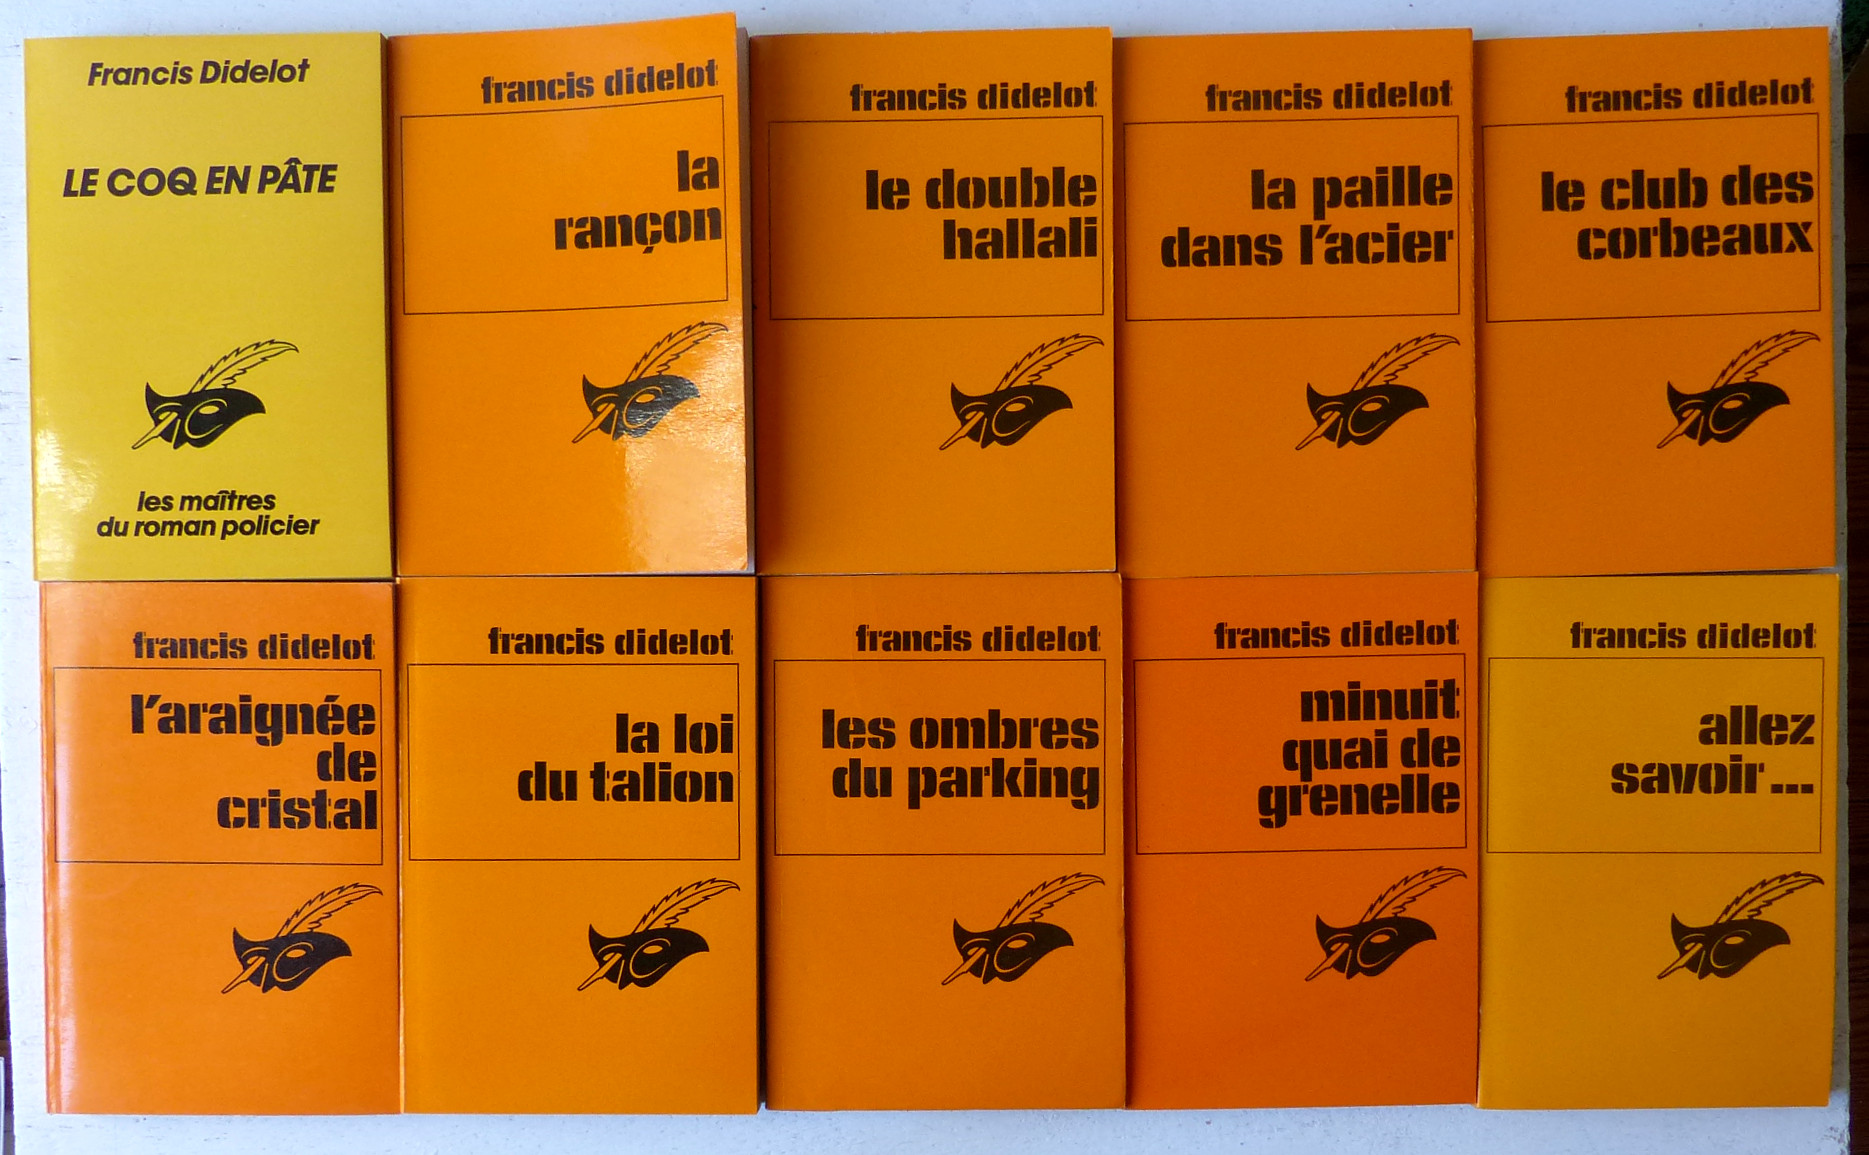 Francis Didelot
LE COQ EN PÂTE
les maîtres
du roman policier
francis didelot
la
rançon
francis didelot
le double
hallali
francis didelot
la paille
dans l'acier
francis didelot
le club des
corbeaux
francis didelot
l'araignée
de
cristal
francis didelot
la loi
du talion
francis didelot
les ombres
du parking
francis didelot
minuit
quai de
grenelle
francis didelot
allez
savoir...